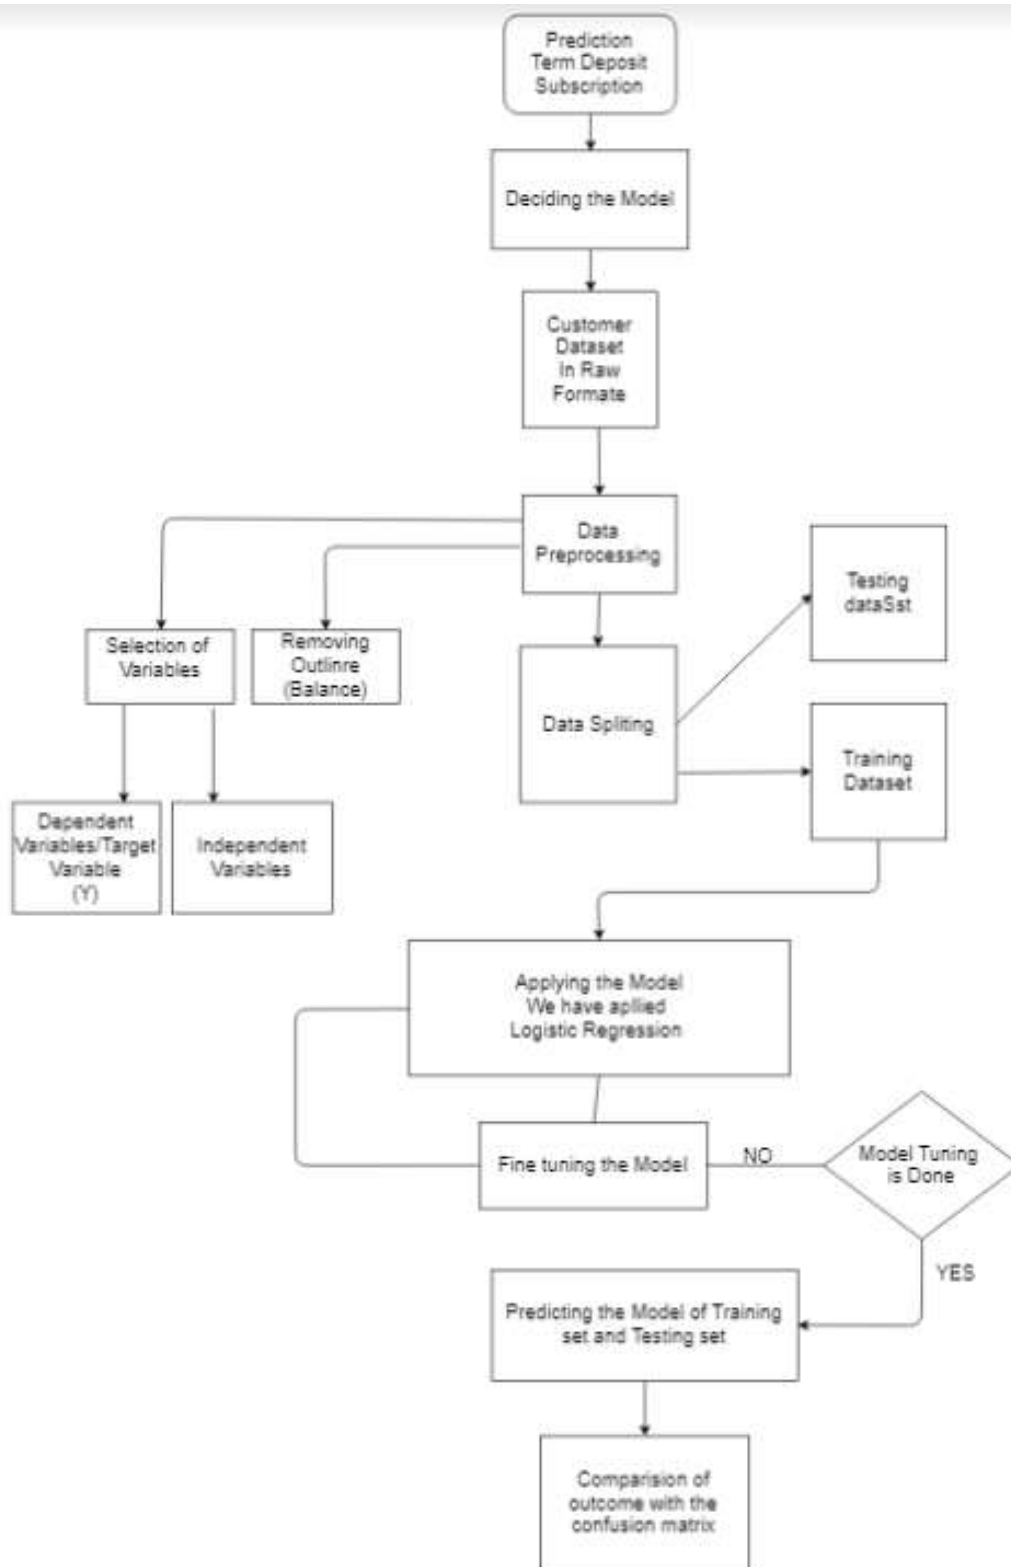 Prediction
Term Deposit
Subscription
Deciding the Model
Customer
Dataset
In Raw
Formate
Data
Preprocessing
Testing
dataSst
Selection of
Variables
Removing
Outlinre
(Balance)
Data Spliting
Training
Dataset
Dependent
Variables/Target
Variable
(Y)
Independent
Variables
Applying the Model
We have apllied
Logistic Regression
Fine tuning the Model
NO
Model Tuning
is Done
YES
Predicting the Model of Training
set and Testing set
Comparision of
outcome with the
confusion matrix